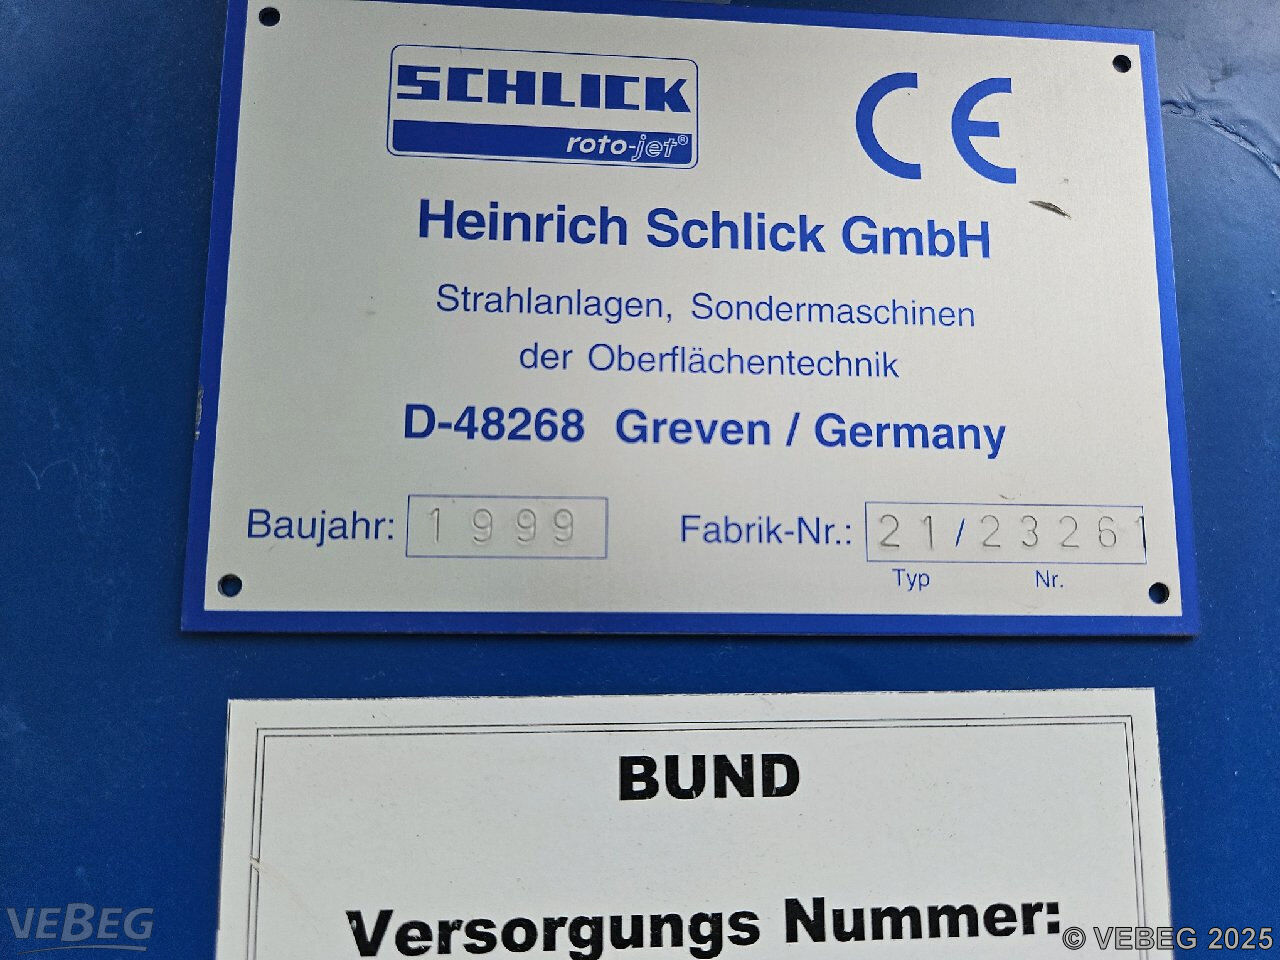 SCHLICK
roto-jet®
CE
Heinrich Schlick GmbH
Strahlanlagen, Sondermaschinen
der Oberflächentechnik
D-48268 Greven / Germany
Baujahr: 1999 Fabrik-Nr.: 21/23261
Typ Nr.
BUND
Versorgungs Nummer:
VEBEG
© VEBEG 2025